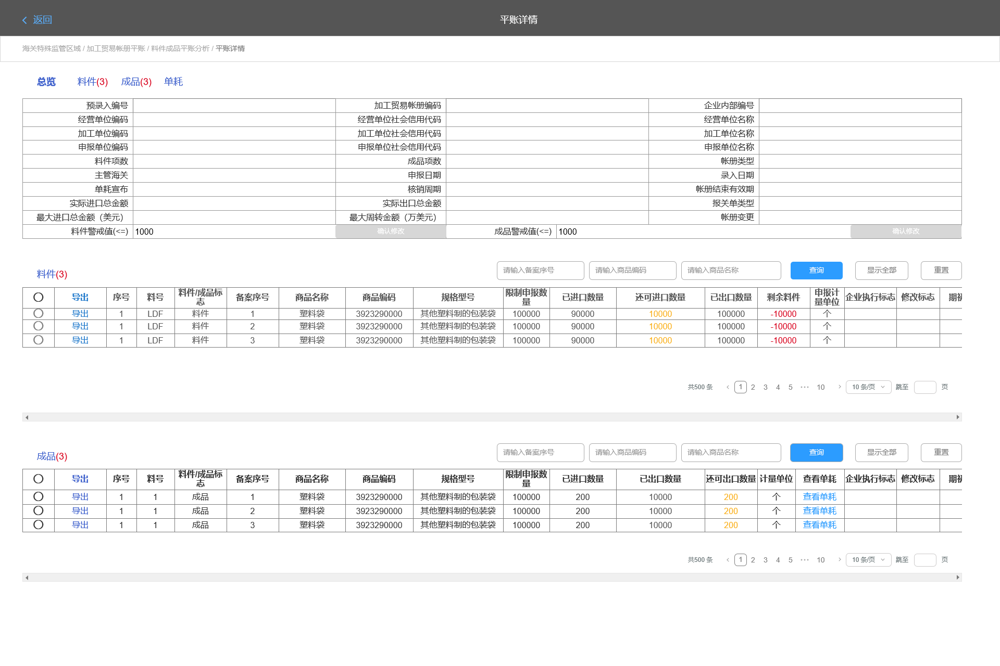 返回
平账详情
海关特殊监管区域 / 加工贸易帐册平账 / 料件成品平账分析 / 平账详情
总览 料件(3) 成品(3) 单耗
预录入编号 加工贸易帐册编码 企业内部编号
经营单位编码 经营单位社会信用代码 经营单位名称
加工单位编码 加工单位社会信用代码 加工单位名称
申报单位编码 申报单位社会信用代码 申报单位名称
料件项数 成品项数 帐册类型
主管海关 申报日期 录入日期
单耗宣布 核销周期 帐册结束有效期
实际进口总金额 实际出口总金额 报关单类型
最大进口总金额（美元） 最大周转金额（万美元） 帐册变更
料件警戒值(<=) 1000 确认修改 成品警戒值(<=) 1000 确认修改
料件(3) 请输入备案序号 请输入商品编码 请输入商品名称 查询 显示全部 重置
导出 序号 料号 料件/成品标志 备案序号 商品名称 商品编码 规格型号 限制申报数量 已进口数量 还可进口数量 已出口数量 剩余料件 申报计量单位 企业执行标志 修改标志 期初
导出 1 LDF 料件 1 塑料袋 3923290000 其他塑料制的包装袋 100000 90000 10000 100000 -10000 个
导出 1 LDF 料件 2 塑料袋 3923290000 其他塑料制的包装袋 100000 90000 10000 100000 -10000 个
导出 1 LDF 料件 3 塑料袋 3923290000 其他塑料制的包装袋 100000 90000 10000 100000 -10000 个
共500 条 1 2 3 4 5 ··· 10 10 条/页 跳至 页
成品(3) 请输入备案序号 请输入商品编码 请输入商品名称 查询 显示全部 重置
导出 序号 料号 料件/成品标志 备案序号 商品名称 商品编码 规格型号 限制申报数量 已进口数量 已出口数量 还可出口数量 计量单位 查看单耗 企业执行标志 修改标志 期初
导出 1 1 成品 1 塑料袋 3923290000 其他塑料制的包装袋 100000 200 10000 200 个 查看单耗
导出 1 1 成品 2 塑料袋 3923290000 其他塑料制的包装袋 100000 200 10000 200 个 查看单耗
导出 1 1 成品 3 塑料袋 3923290000 其他塑料制的包装袋 100000 200 10000 200 个 查看单耗
共500 条 1 2 3 4 5 ··· 10 10 条/页 跳至 页